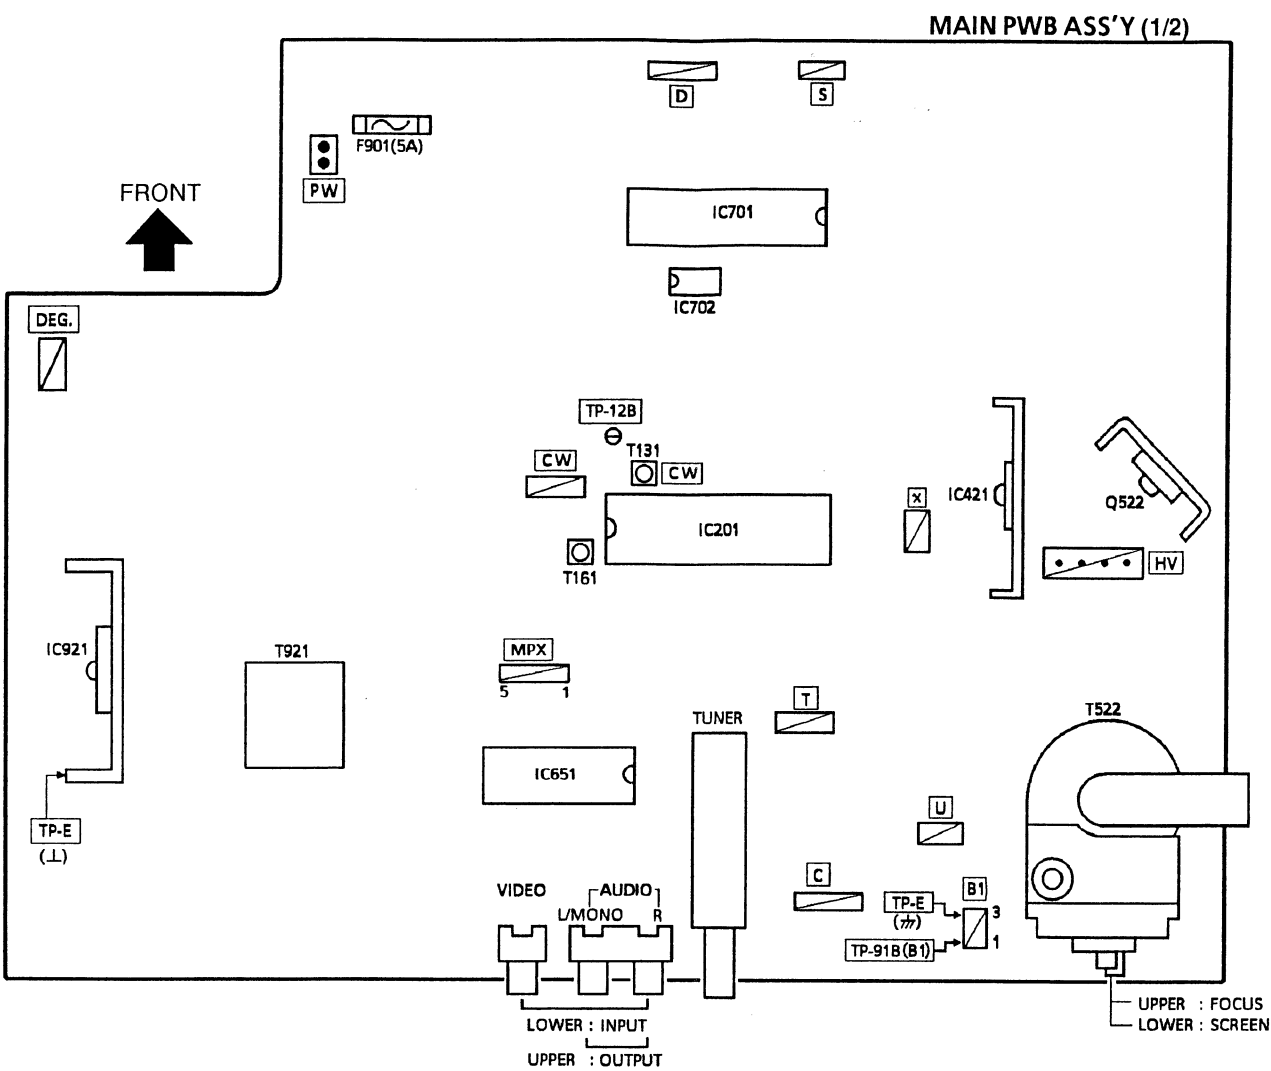 MAIN PWB ASS'Y (1/2)
D
S
F901(5A)
PW
FRONT
IC701
IC702
DEG.
TP-12B
T131
CW
CW
X
IC421
Q522
IC201
T161
HV
IC921
T921
MPX
5 1
T
TUNER
T522
IC651
U
TP-E
(⊥)
VIDEO
AUDIO
L/MONO R
C
B1
TP-E
3
TP-91B(B1)
1
UPPER : FOCUS
LOWER : SCREEN
LOWER : INPUT
UPPER : OUTPUT